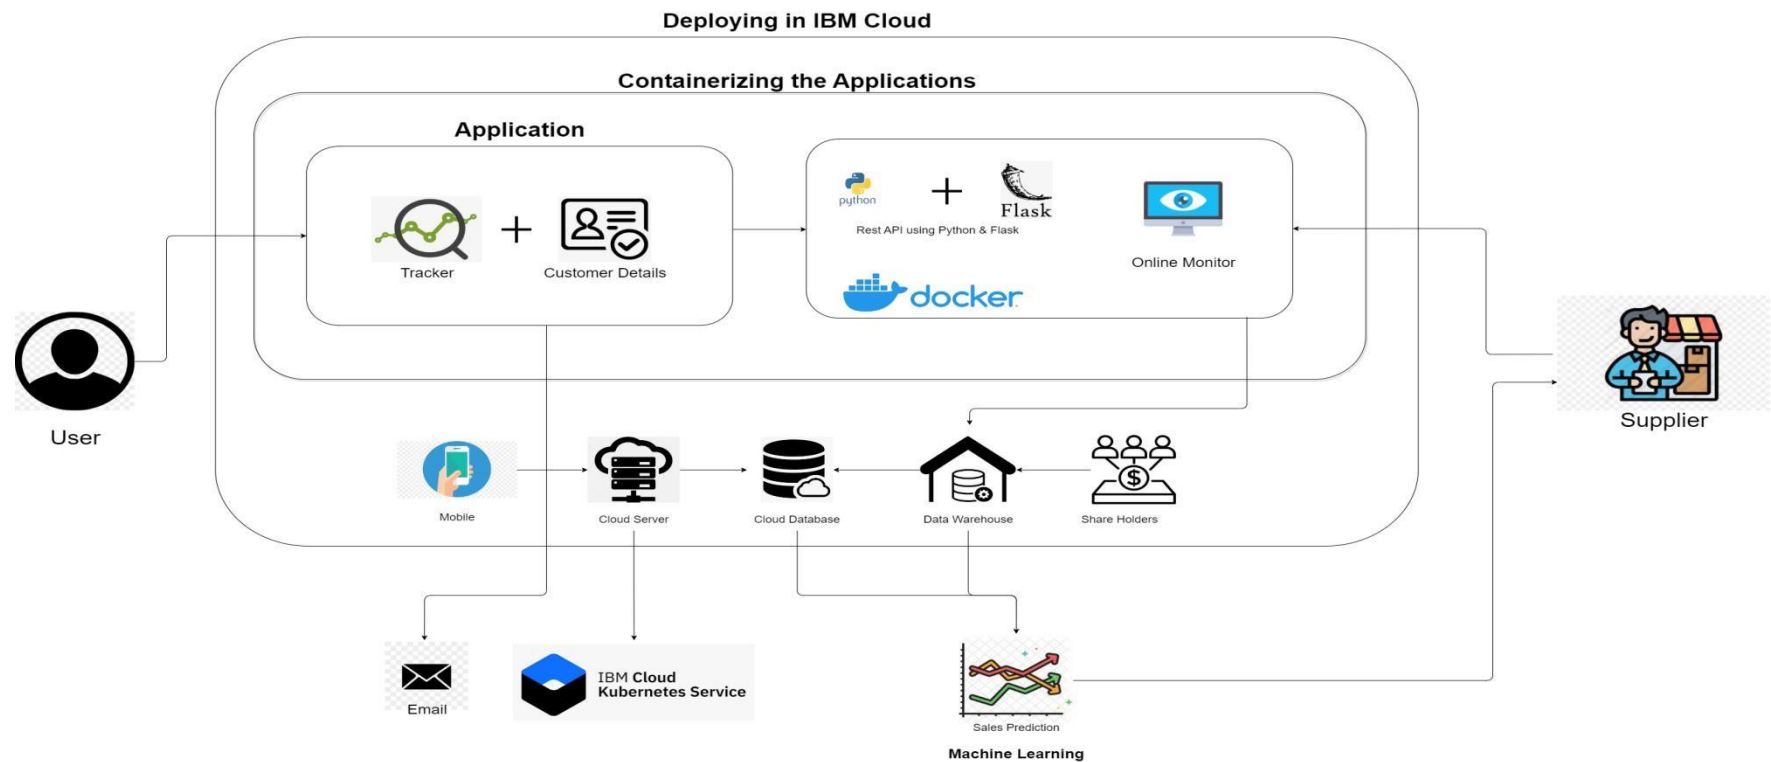 Deploying in IBM Cloud
Containerizing the Applications
Application
Tracker
Customer Details
python
Flask
Rest API using Python & Flask
docker
Online Monitor
User
Supplier
Mobile
Cloud Server
Cloud Database
Data Warehouse
Share Holders
Email
IBM Cloud
Kubernetes Service
Sales Prediction
Machine Learning